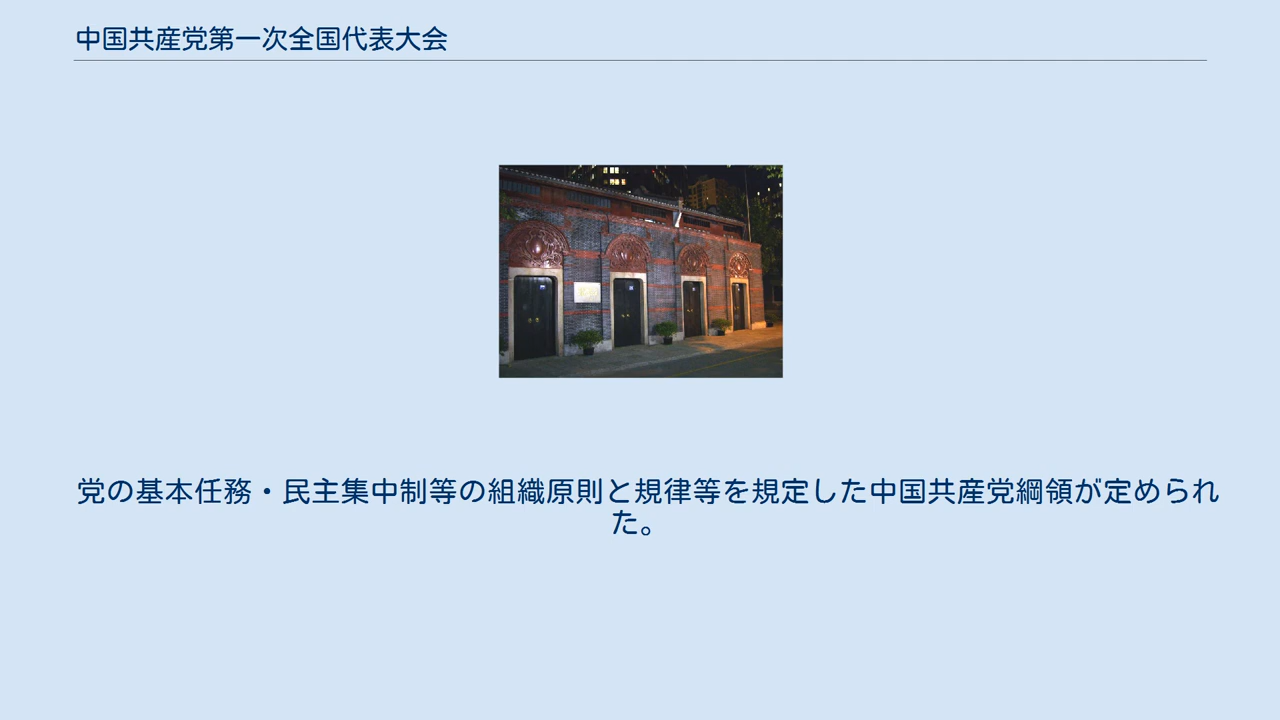 中国共産党第一次全国代表大会
党の基本任務・民主集中制等の組織原則と規律等を規定した中国共産党綱領が定められ
た。